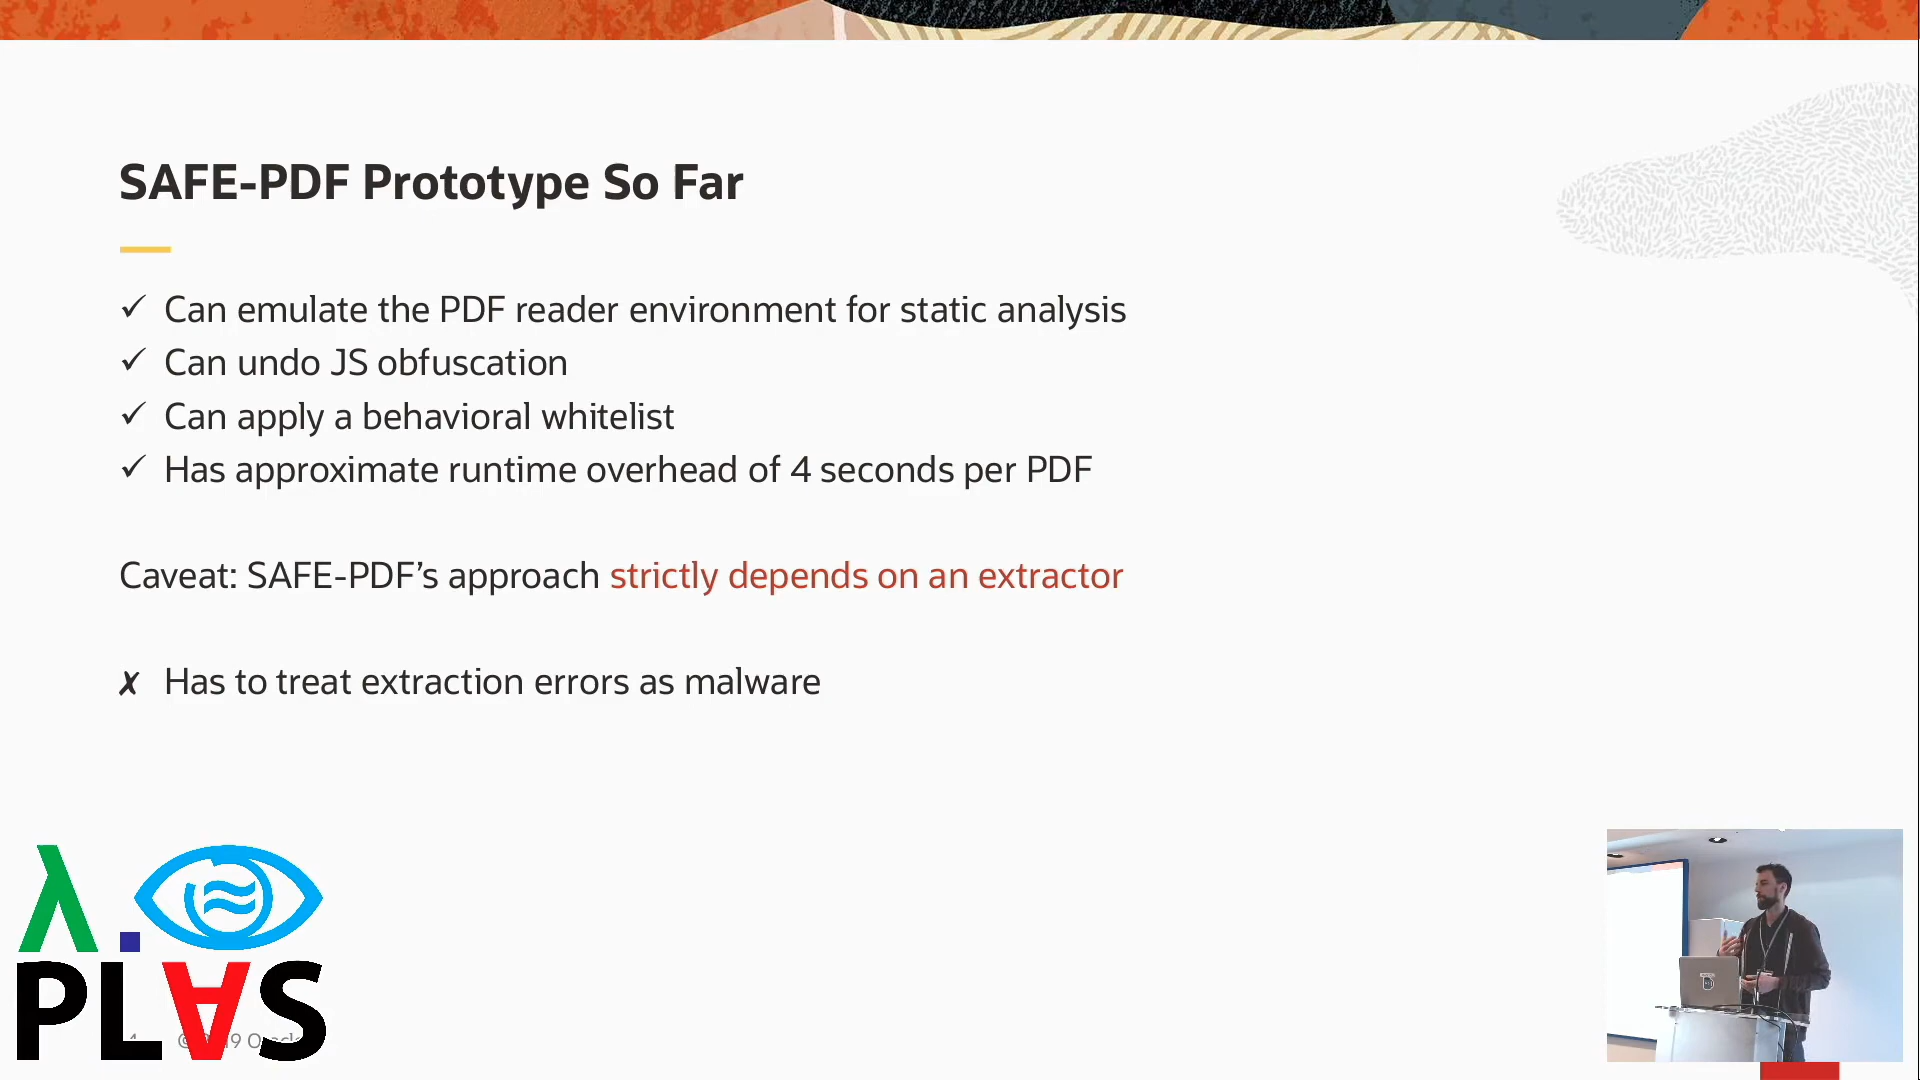 SAFE-PDF Prototype So Far
✓ Can emulate the PDF reader environment for static analysis
✓ Can undo JS obfuscation
✓ Can apply a behavioral whitelist
✓ Has approximate runtime overhead of 4 seconds per PDF
Caveat: SAFE-PDF’s approach strictly depends on an extractor
✗ Has to treat extraction errors as malware
λ.
PL∀S